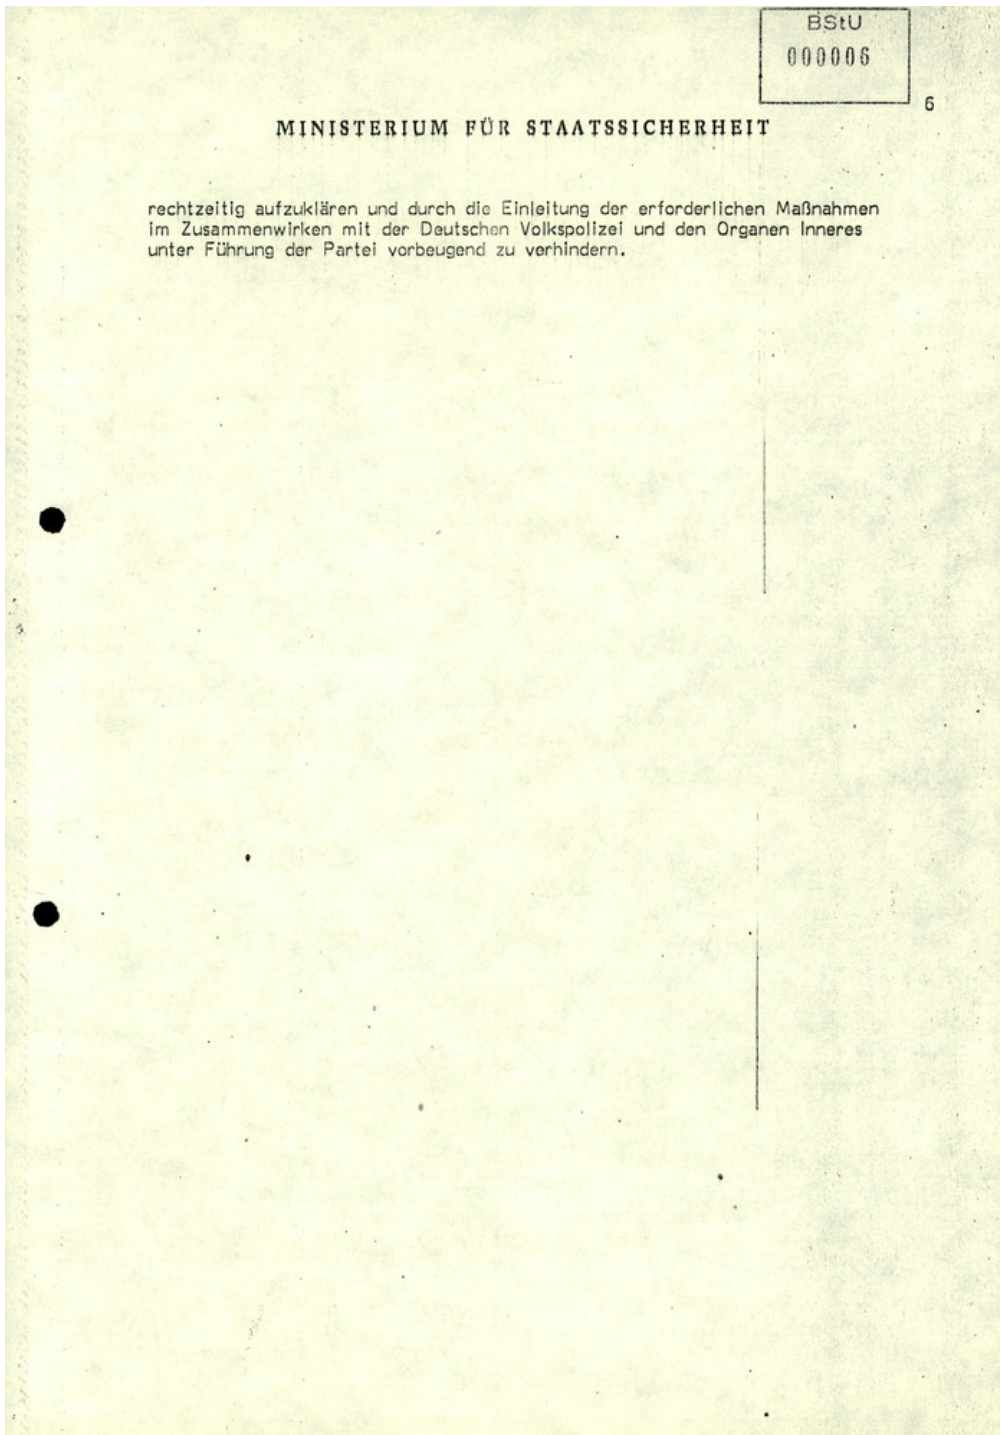 BStU
000006
6
MINISTERIUM FÜR STAATSSICHERHEIT
rechtzeitig aufzuklären und durch die Einleitung der erforderlichen Maßnahmen
im Zusammenwirken mit der Deutschen Volkspolizei und den Organen Inneres
unter Führung der Partei vorbeugend zu verhindern.